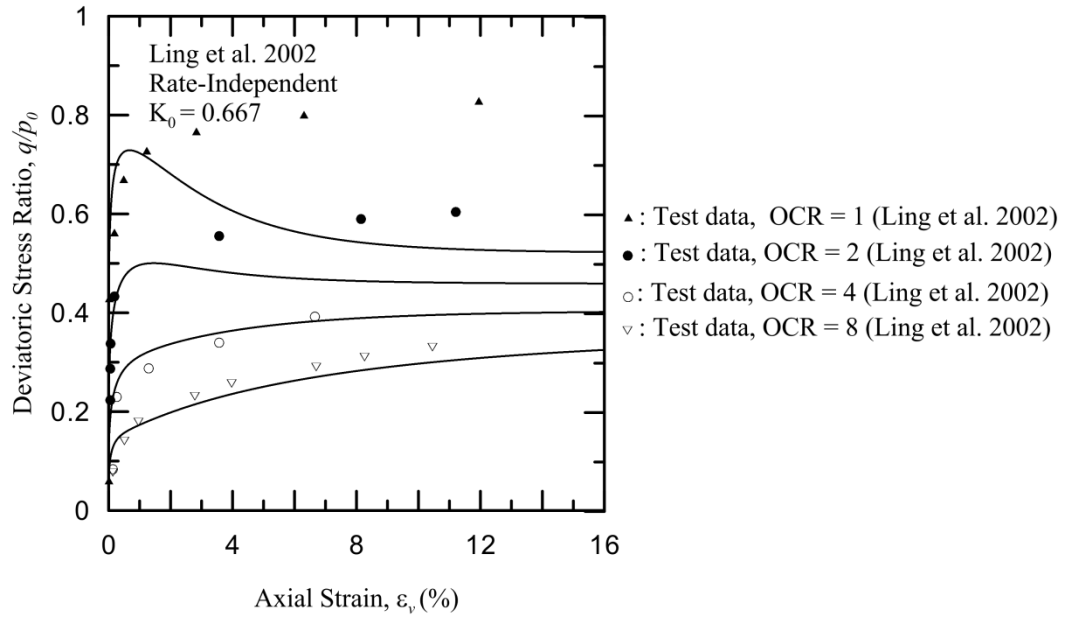 1
0.8
0.6
0.4
0.2
0
Deviatoric Stress Ratio, q/p₀
Ling et al. 2002
Rate-Independent
K₀ = 0.667
▲: Test data, OCR = 1 (Ling et al. 2002)
●: Test data, OCR = 2 (Ling et al. 2002)
○: Test data, OCR = 4 (Ling et al. 2002)
▽: Test data, OCR = 8 (Ling et al. 2002)
0 4 8 12 16
Axial Strain, εᵥ(%)